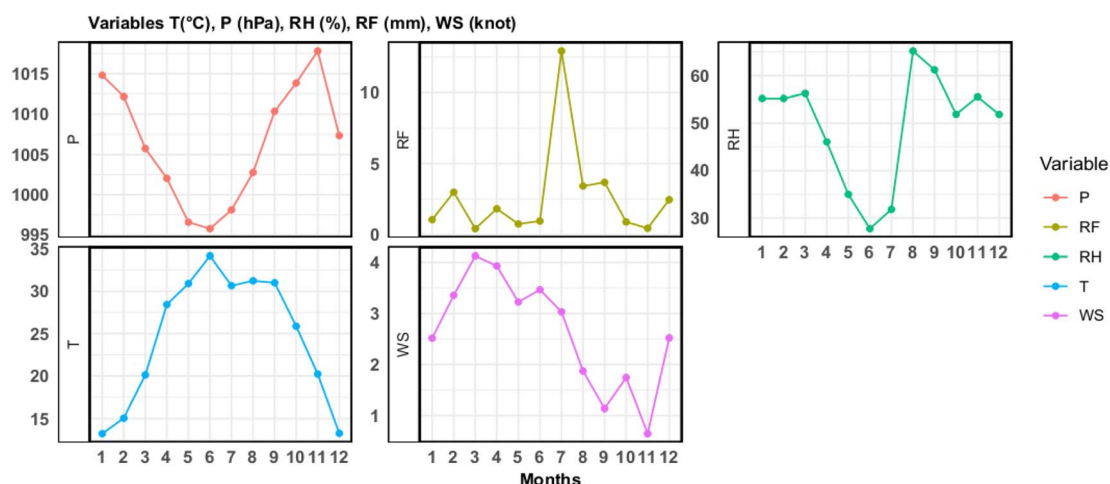 Variables T(°C), P (hPa), RH (%), RF (mm), WS (knot)
P
1015
1010
1005
1000
995
RF
10
5
0
RH
60
50
40
30
1 2 3 4 5 6 7 8 9 10 11 12
T
35
30
25
20
15
1 2 3 4 5 6 7 8 9 10 11 12
WS
4
3
2
1
1 2 3 4 5 6 7 8 9 10 11 12
Months
Variable
P
RF
RH
T
WS